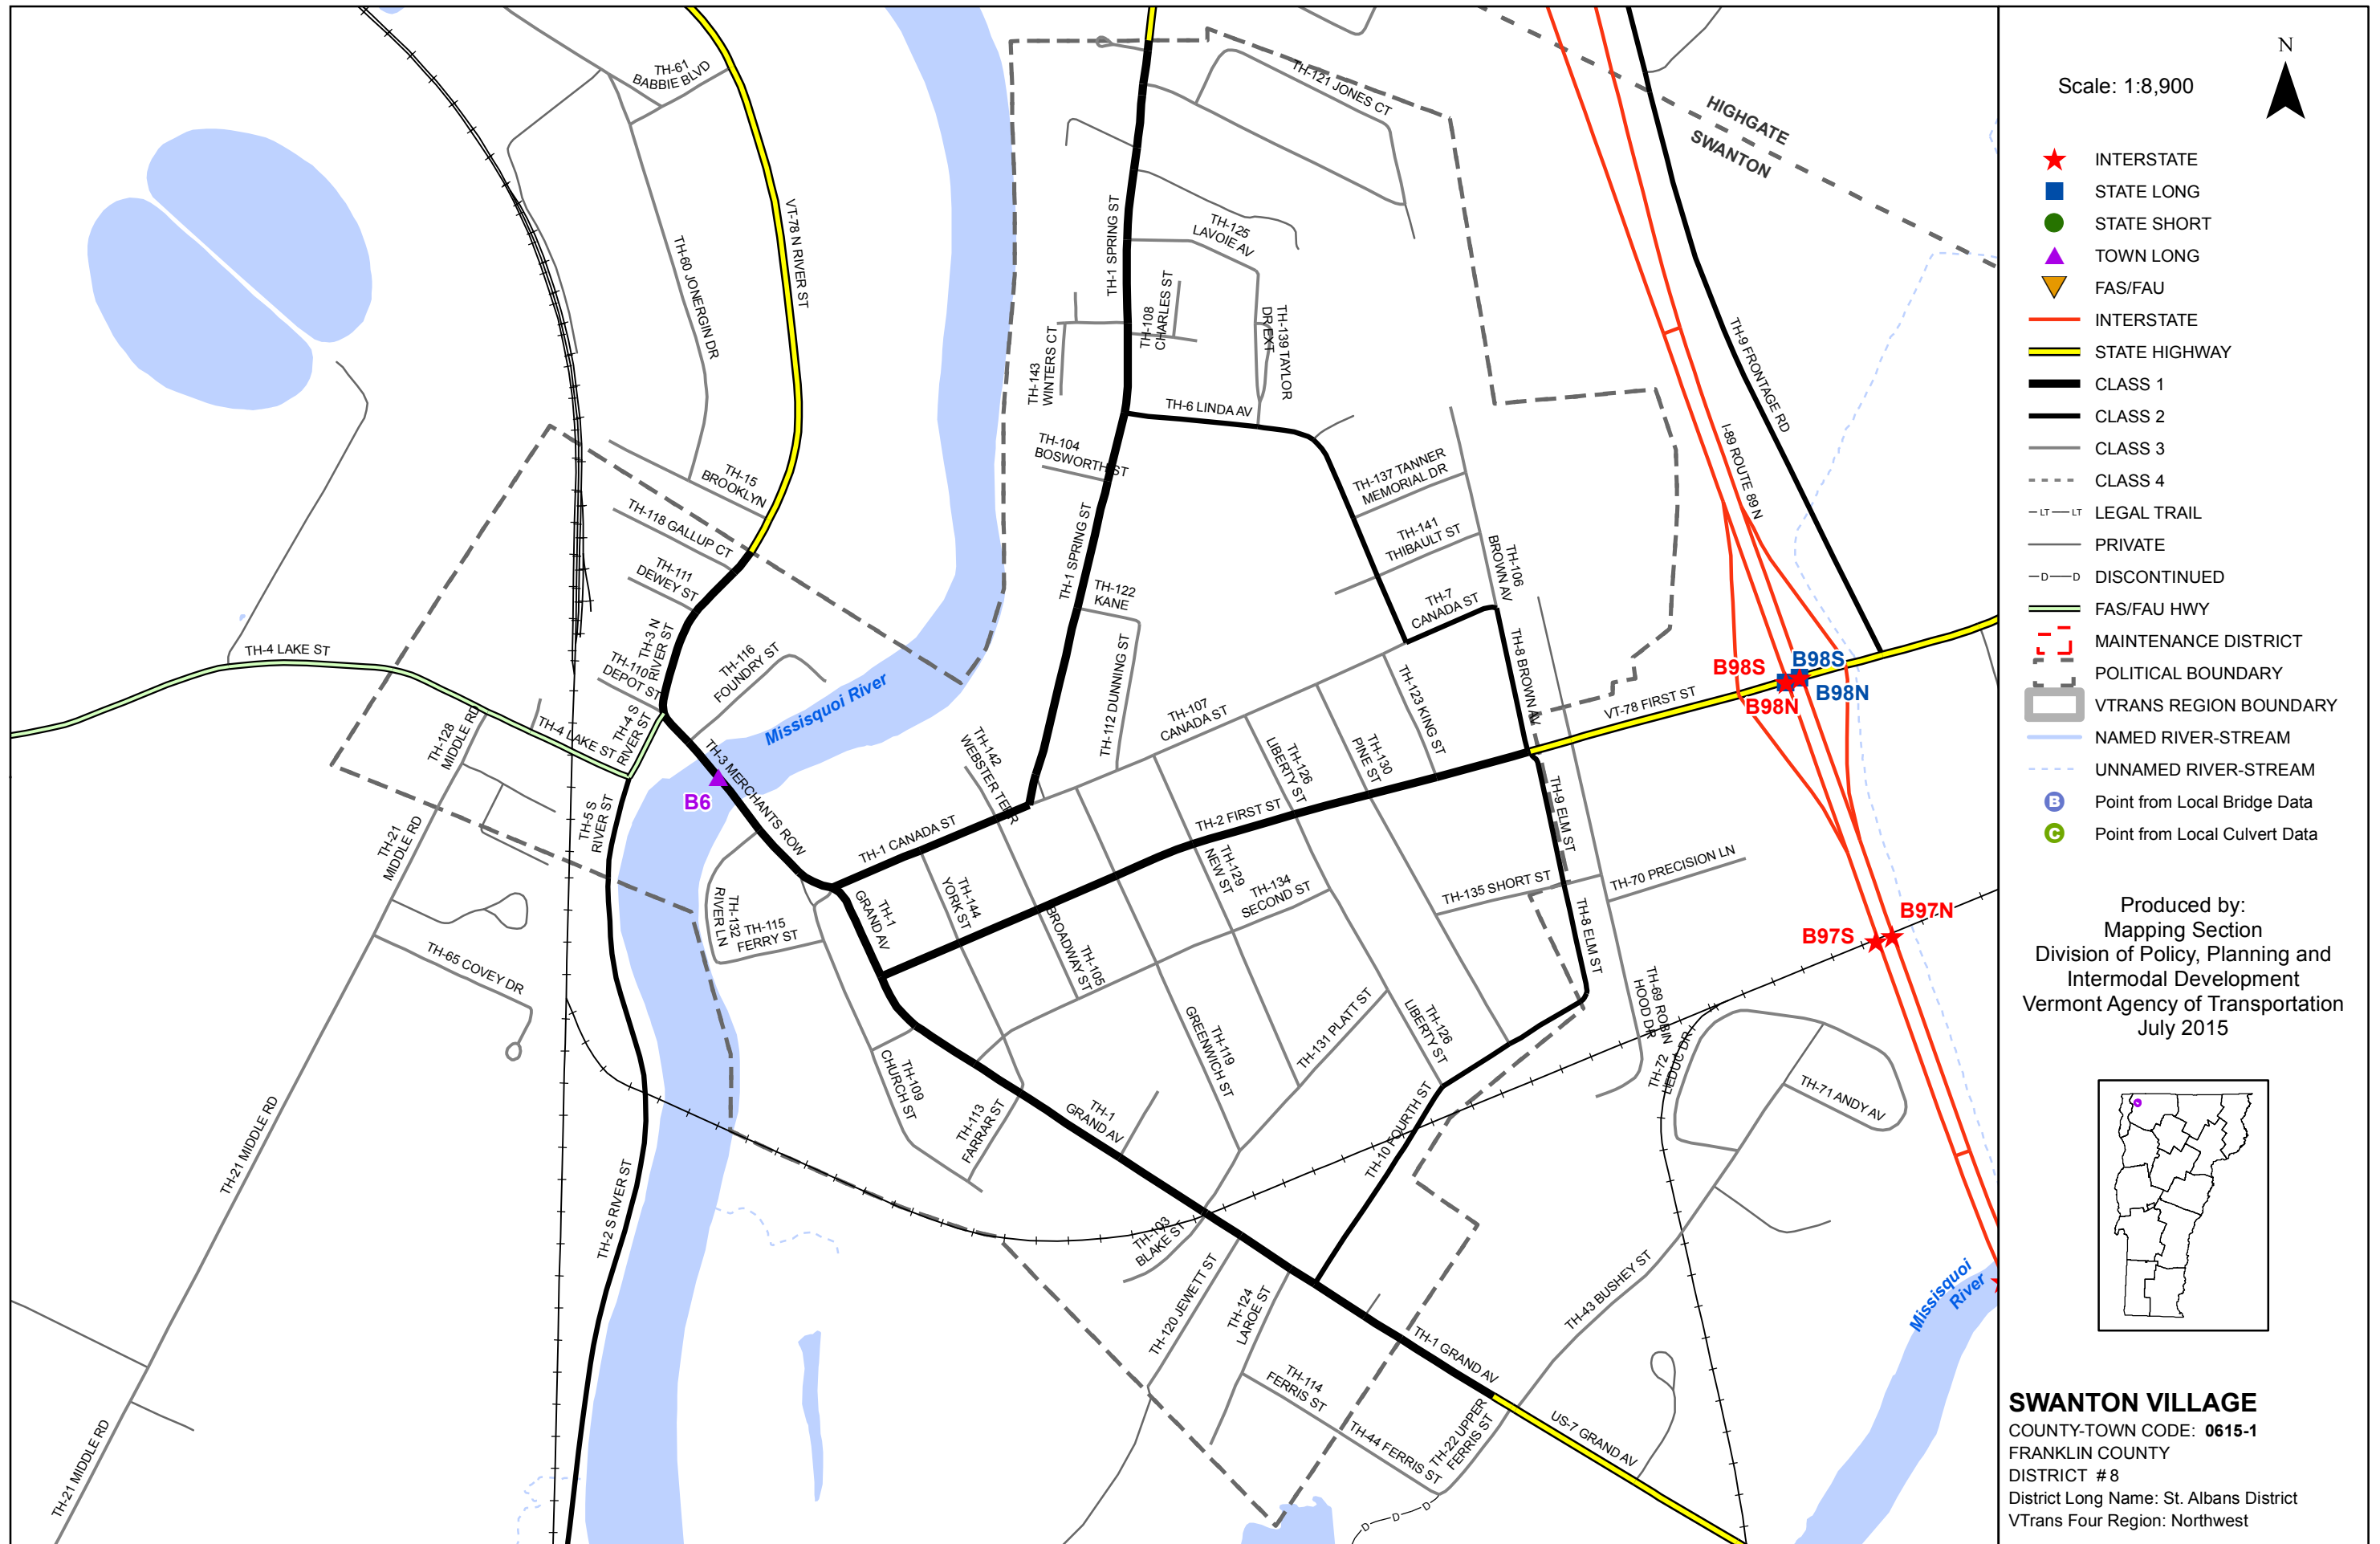 TH-61
BABBIE BLVD
VT-78 N RIVER ST
TH-60 JONERGIN DR
TH-15
BROOKLYN
TH-118 GALLUP CT
TH-111
DEWEY ST
TH-3 N
RIVER ST
TH-110
DEPOT ST
TH-116
FOUNDRY ST
TH-4 LAKE ST
TH-4 LAKE ST
TH-4 S
RIVER ST
TH-128
MIDDLE RD
TH-21
MIDDLE RD
TH-5 S
RIVER ST
TH-65 COVEY DR
TH-21 MIDDLE RD
TH-21 MIDDLE RD
TH-2 S RIVER ST
Missisquoi River
B6
TH-3 MERCHANTS ROW
TH-132
RIVER LN
TH-115
FERRY ST
TH-1
GRAND AV
TH-1 CANADA ST
TH-144
YORK ST
TH-142
WEBSTER TERR
TH-105
BROADWAY ST
TH-109
CHURCH ST
TH-113
FARRAR ST
TH-1
GRAND AV
TH-1 SPRING ST
TH-1 SPRING ST
TH-121 JONES CT
TH-125
LAVOIE AV
TH-108
CHARLES ST
TH-139 TAYLOR
DR EXT
TH-143
WINTERS CT
TH-6 LINDA AV
TH-104
BOSWORTH ST
TH-137 TANNER
MEMORIAL DR
TH-141
THIBAULT ST
TH-106
BROWN AV
TH-7
CANADA ST
TH-8 BROWN AV
TH-122
KANE
TH-112 DUNNING ST
TH-107
CANADA ST
TH-123 KING ST
TH-130
PINE ST
TH-126
LIBERTY ST
TH-2 FIRST ST
TH-129
NEW ST
TH-134
SECOND ST
TH-119
GREENWICH ST
TH-131 PLATT ST
TH-126
LIBERTY ST
TH-135 SHORT ST
TH-9 ELM ST
TH-8 ELM ST
TH-70 PRECISION LN
TH-69 ROBIN
HOOD DR
TH-72
LEDUC DR
TH-71 ANDY AV
TH-10 FOURTH ST
TH-103
BLAKE ST
TH-120 JEWETT ST
TH-124
LAROE ST
TH-114
FERRIS ST
TH-44 FERRIS ST
TH-22 UPPER
FERRIS ST
TH-1 GRAND AV
US-7 GRAND AV
TH-43 BUSHEY ST
D
D
D
HIGHGATE
SWANTON
TH-9 FRONTAGE RD
I-89 ROUTE 89 N
VT-78 FIRST ST
B98S
B98S
B98N
B98N
B97S
B97N
Missisquoi
River
N
Scale: 1:8,900
INTERSTATE
STATE LONG
STATE SHORT
TOWN LONG
FAS/FAU
INTERSTATE
STATE HIGHWAY
CLASS 1
CLASS 2
CLASS 3
CLASS 4
LT LT LEGAL TRAIL
PRIVATE
D D DISCONTINUED
FAS/FAU HWY
MAINTENANCE DISTRICT
POLITICAL BOUNDARY
VTRANS REGION BOUNDARY
NAMED RIVER-STREAM
UNNAMED RIVER-STREAM
B Point from Local Bridge Data
C Point from Local Culvert Data
Produced by:
Mapping Section
Division of Policy, Planning and
Intermodal Development
Vermont Agency of Transportation
July 2015
SWANTON VILLAGE
COUNTY-TOWN CODE: 0615-1
FRANKLIN COUNTY
DISTRICT # 8
District Long Name: St. Albans District
VTrans Four Region: Northwest